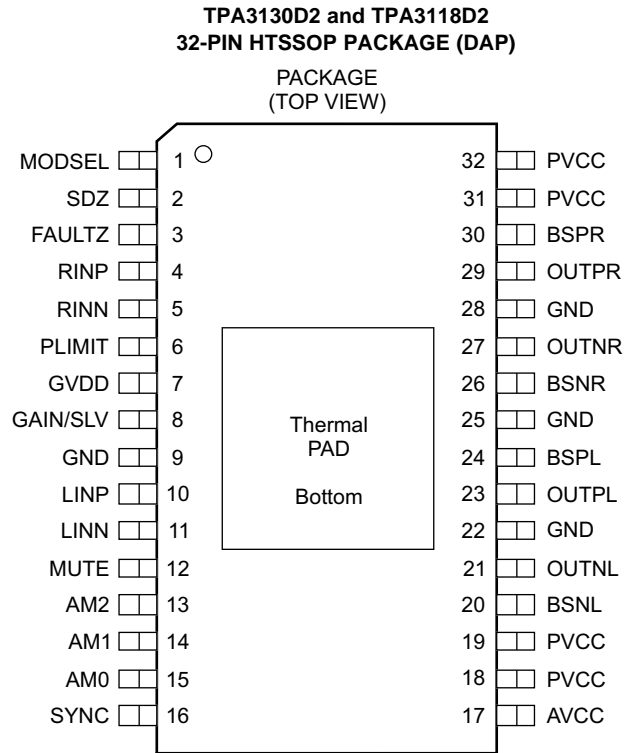 TPA3130D2 and TPA3118D2
32-PIN HTSSOP PACKAGE (DAP)
PACKAGE
(TOP VIEW)
MODSEL 1 32 PVCC
SDZ 2 31 PVCC
FAULTZ 3 30 BSPR
RINP 4 29 OUTPR
RINN 5 28 GND
PLIMIT 6 27 OUTNR
GVDD 7 26 BSNR
GAIN/SLV 8 25 GND
GND 9 24 BSPL
LINP 10 23 OUTPL
LINN 11 22 GND
MUTE 12 21 OUTNL
AM2 13 20 BSNL
AM1 14 19 PVCC
AM0 15 18 PVCC
SYNC 16 17 AVCC
Thermal
PAD
Bottom